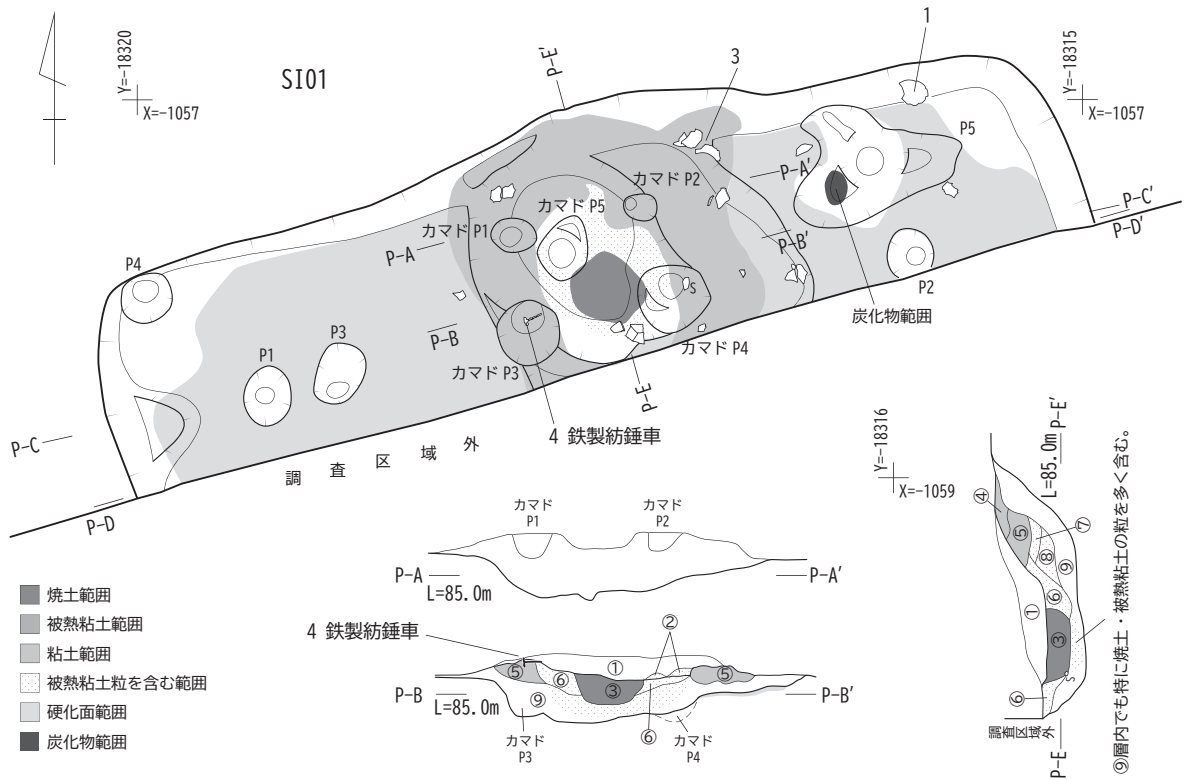 SI01
Y=-18320
X=-1057
P-E′
3
1
Y=-18315
X=-1057
P5
P-A′
カマド P2
カマド P5
カマド P1
P-A
P-B′
P-C′
P-D′
P4
P2
S
炭化物範囲
P1
P3
P-B
カマド P4
カマド P3
P-E
4 鉄製紡錘車
P-C
調査区域外
P-D
Y=-18316
X=-1059
L=85.0m
P-E′
④
⑤
⑦
⑧
⑨
⑥
①
③
S
⑥
調査区域外
P-E
⑨層内でも特に焼土・被熱粘土の粒を多く含む。
カマド
P1
カマド
P2
P-A
P-A′
L=85.0m
4 鉄製紡錘車
②
①
⑤
⑥
③
⑤
⑨
P-B
P-B′
L=85.0m
⑥
カマド
P3
カマド
P4
焼土範囲
被熱粘土範囲
粘土範囲
被熱粘土粒を含む範囲
硬化面範囲
炭化物範囲